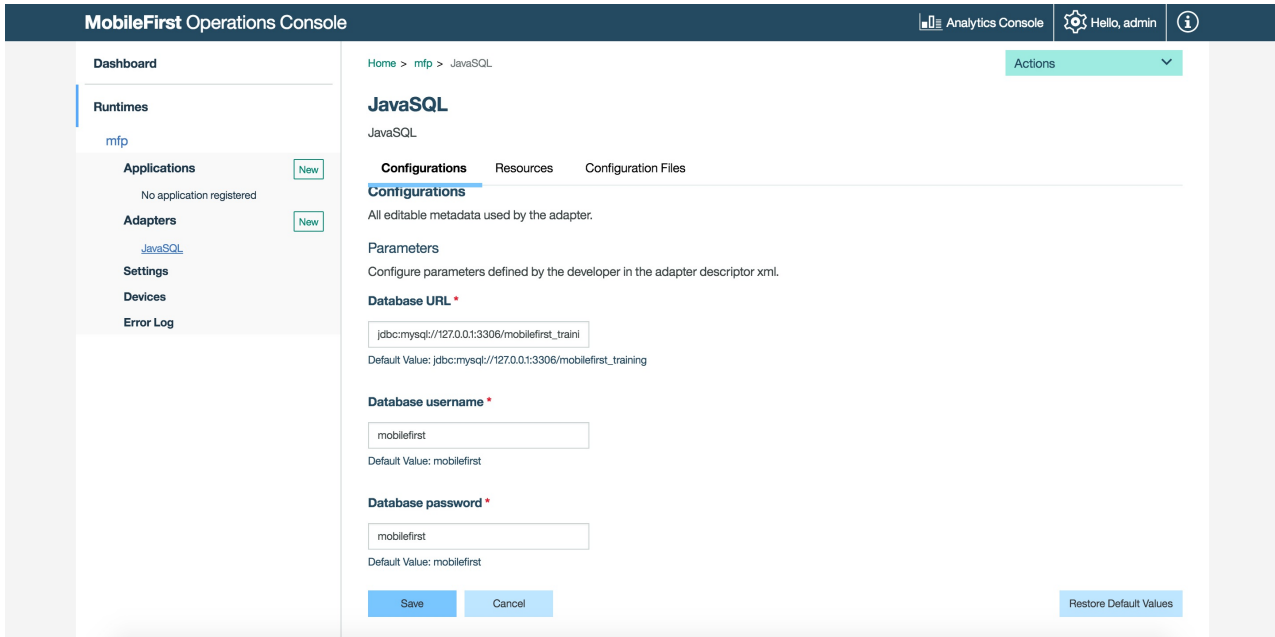 MobileFirst Operations Console
Analytics Console
Hello, admin
Dashboard
Runtimes
mfp
Applications
New
No application registered
Adapters
New
JavaSQL
Settings
Devices
Error Log
Home > mfp > JavaSQL
Actions
JavaSQL
JavaSQL
Configurations Resources Configuration Files
Configurations
All editable metadata used by the adapter.
Parameters
Configure parameters defined by the developer in the adapter descriptor xml.
Database URL *
jdbc:mysql://127.0.0.1:3306/mobilefirst_traini
Default Value: jdbc:mysql://127.0.0.1:3306/mobilefirst_training
Database username *
mobilefirst
Default Value: mobilefirst
Database password *
mobilefirst
Default Value: mobilefirst
Save Cancel Restore Default Values